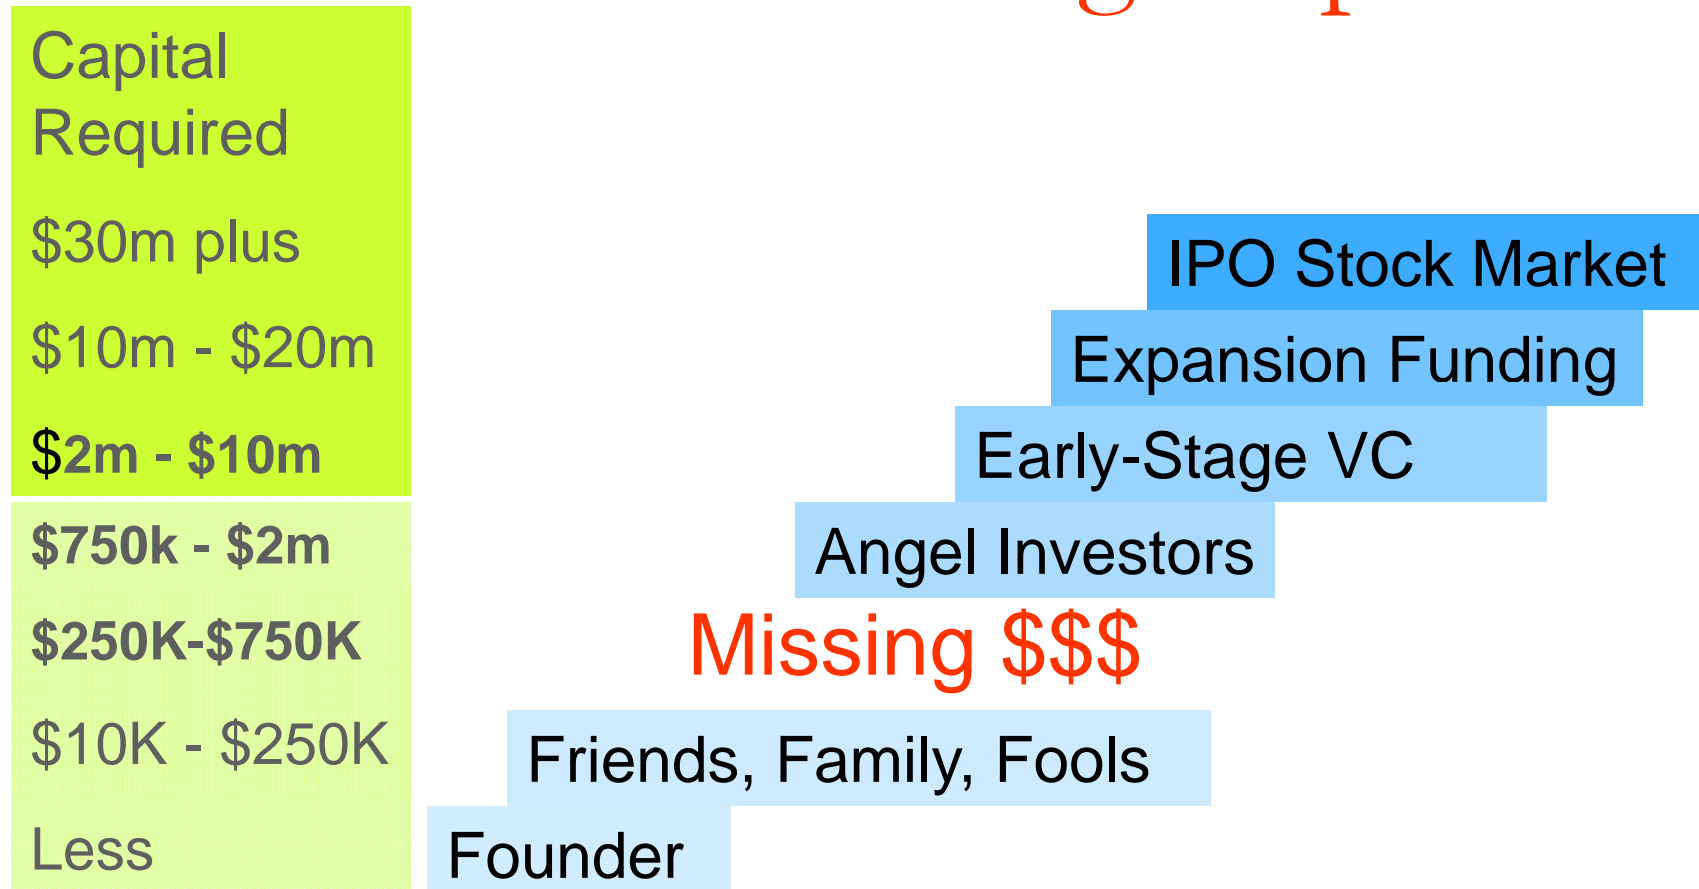 Capital
Required
$30m plus
IPO Stock Market
$10m - $20m
Expansion Funding
$2m - $10m
Early-Stage VC
$750k - $2m
Angel Investors
$250K-$750K
Missing $$$
$10K - $250K
Friends, Family, Fools
Less
Founder